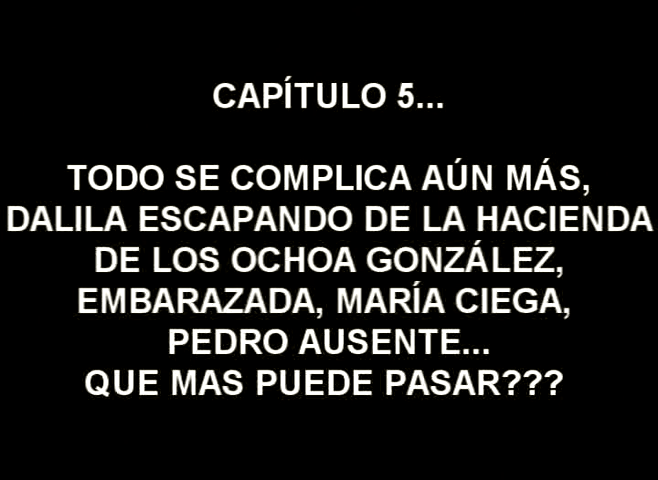 CAPÍTULO 5...
TODO SE COMPLICA AÚN MÁS,
DALILA ESCAPANDO DE LA HACIENDA
DE LOS OCHOA GONZÁLEZ,
EMBARAZADA, MARÍA CIEGA,
PEDRO AUSENTE...
QUE MAS PUEDE PASAR???